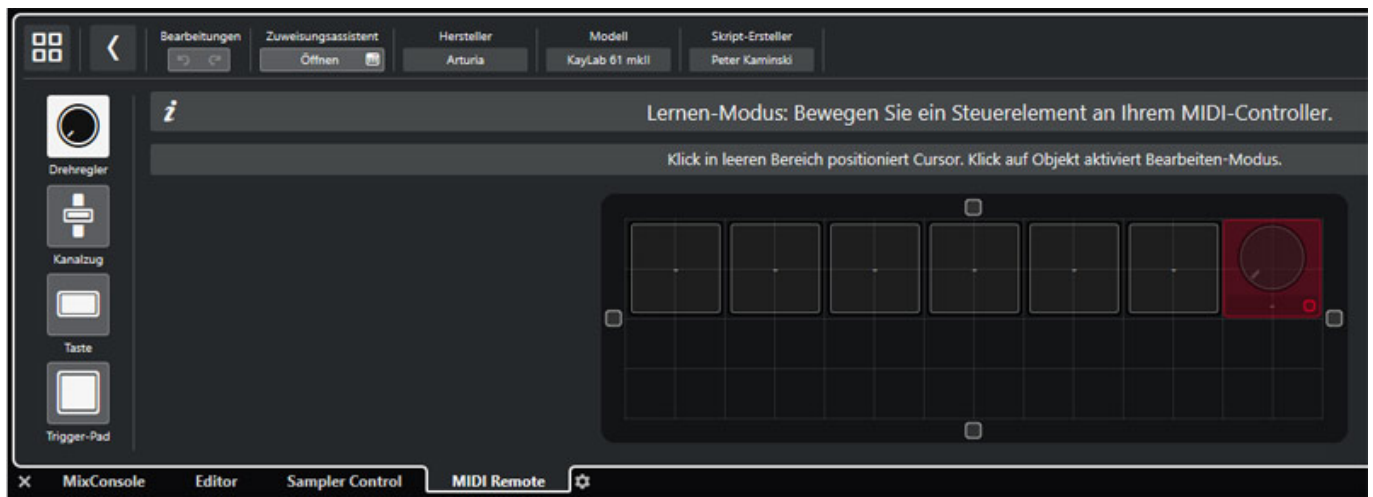 Bearbeitungen
Zuweisungsassistent
Hersteller
Modell
Skript-Ersteller
Öffnen
Arturia
KayLab 61 mkII
Peter Kaminski
i
Lernen-Modus: Bewegen Sie ein Steuerelement an Ihrem MIDI-Controller.
Drehregler
Klick in leeren Bereich positioniert Cursor. Klick auf Objekt aktiviert Bearbeiten-Modus.
Kanalzug
Taste
Trigger-Pad
MixConsole
Editor
Sampler Control
MIDI Remote